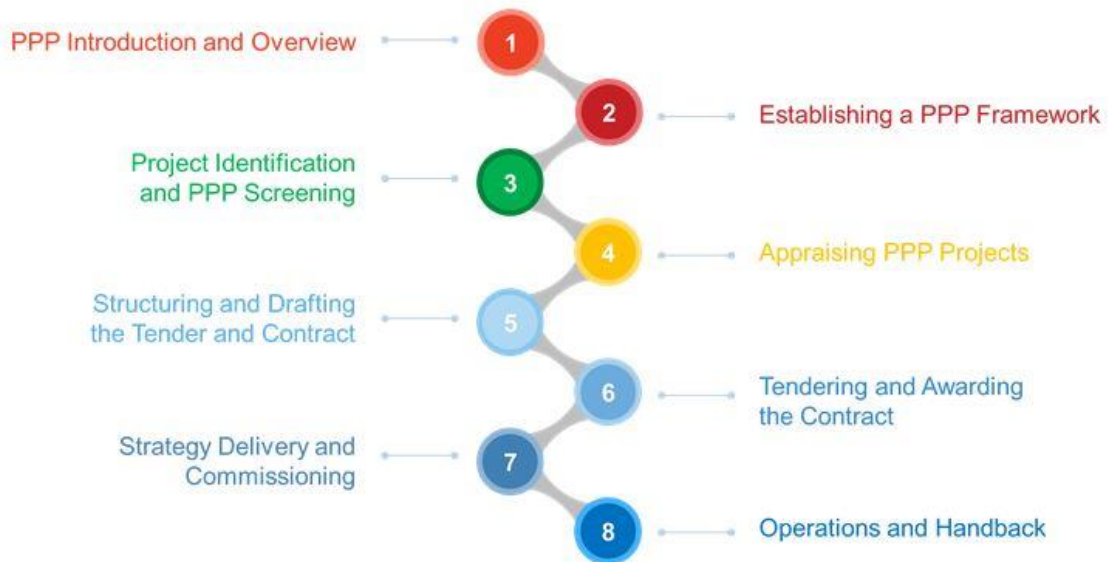 PPP Introduction and Overview
1
2
Establishing a PPP Framework
Project Identification
and PPP Screening
3
4
Appraising PPP Projects
Structuring and Drafting
the Tender and Contract
5
6
Tendering and Awarding
the Contract
Strategy Delivery and
Commissioning
7
8
Operations and Handback